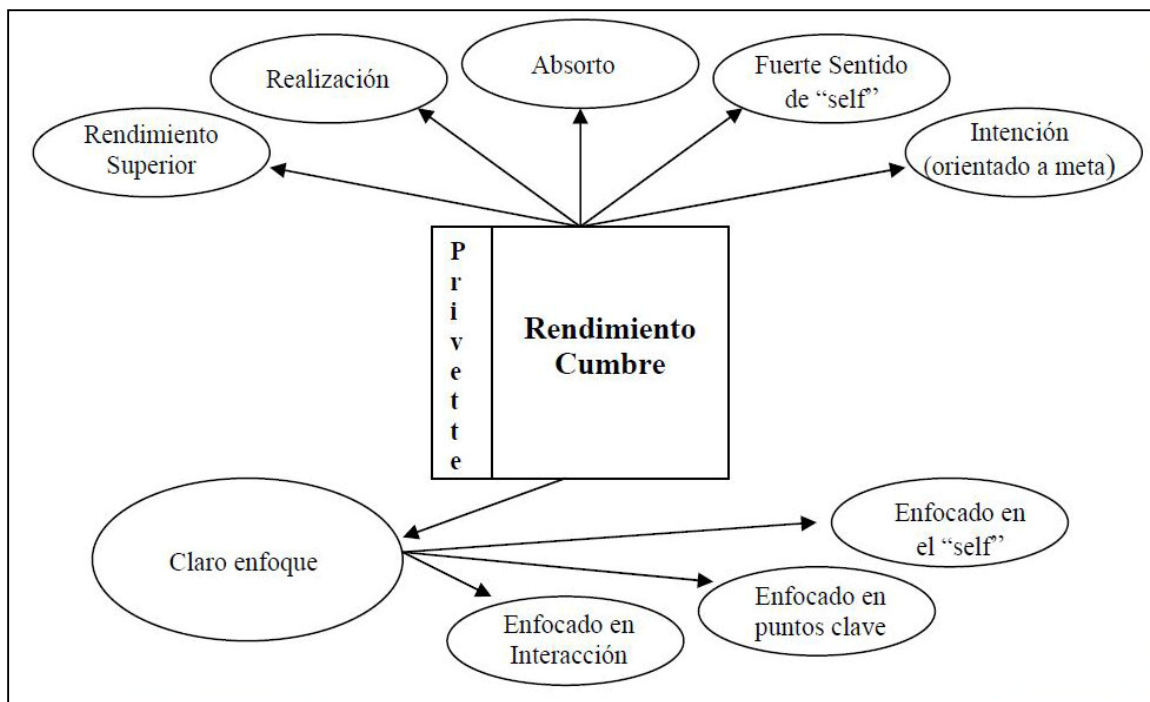 Absorto
Realización
Fuerte Sentido
de “self”
Rendimiento
Superior
Intención
(orientado a meta)
Privette
Rendimiento
Cumbre
Claro enfoque
Enfocado en
el “self”
Enfocado en
puntos clave
Enfocado en
Interacción